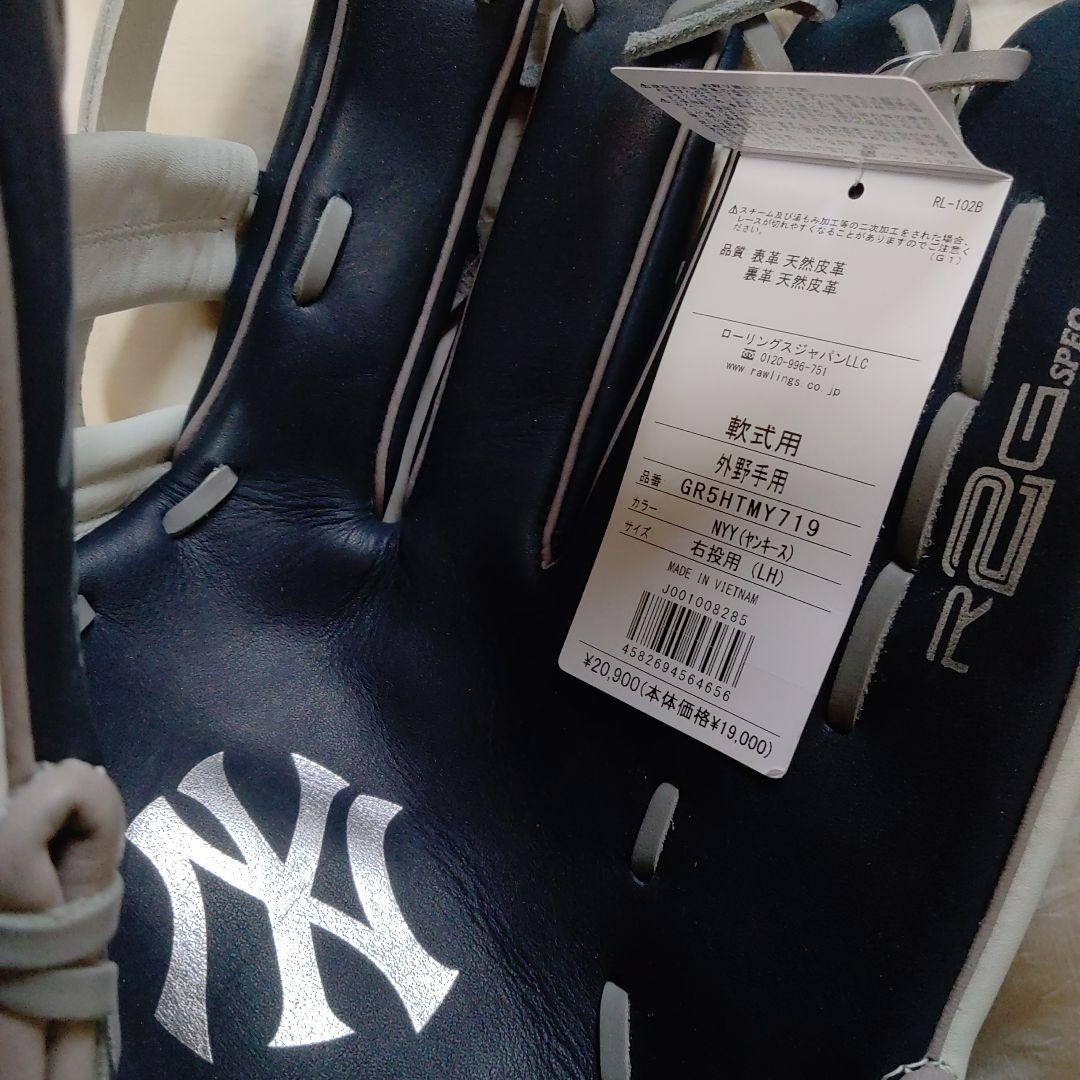 RL-102B
⚠スチーム及び湯もみ加工等の二次加工をされた場合、
レースが切れやすくなることがありますのでご注意く
ださい。
(G1)
品質 表革 天然皮革
裏革 天然皮革
ローリングスジャパンLLC
0120-996-751
www.rawlings.co.jp
軟式用
外野手用
品番 GR5HTMY719
カラー NYY(ヤンキース)
サイズ 右投用 (LH)
MADE IN VIETNAM
J001008285
4582694564656
¥20,900(本体価格¥19,000)
R2G SPEC
NY